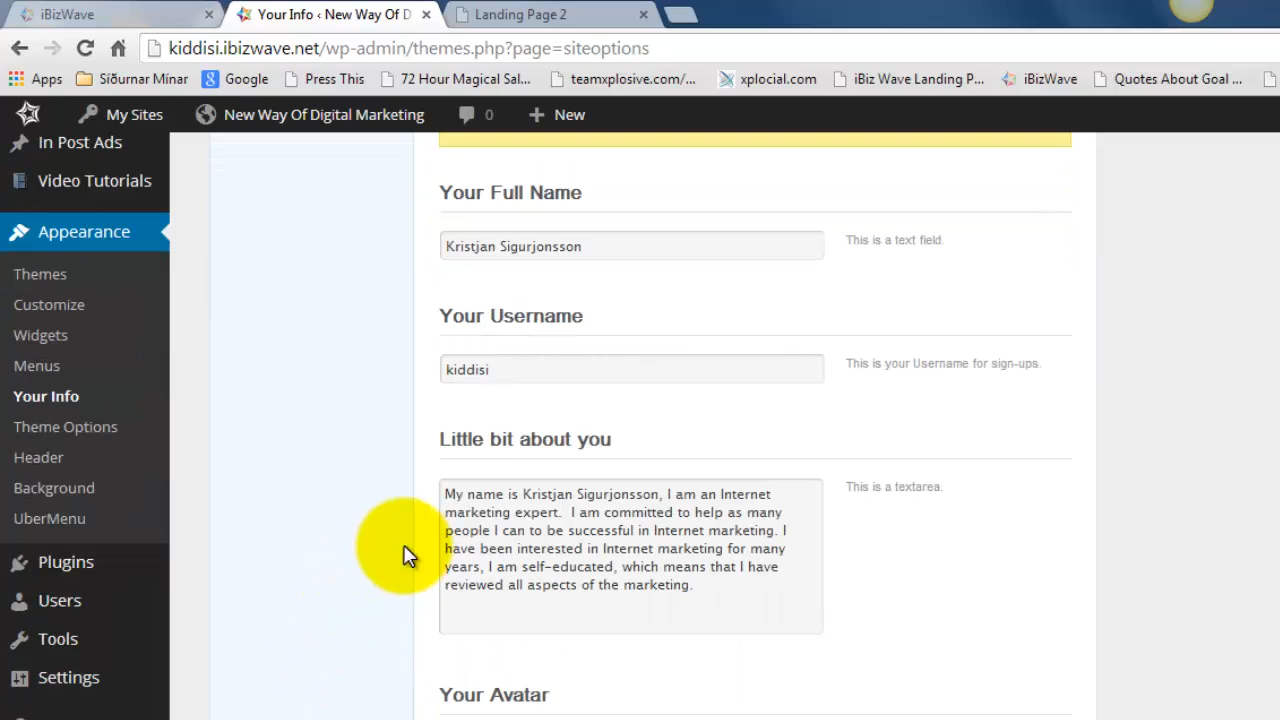 iBizWave
Your Info ‹ New Way Of D
Landing Page 2
kiddisi.ibizwave.net/wp-admin/themes.php?page=siteoptions
Apps
Síðurnar Mínar
Google
Press This
72 Hour Magical Sal...
teamxplosive.com/...
xplocial.com
iBiz Wave Landing P...
iBizWave
Quotes About Goal ...
My Sites
New Way Of Digital Marketing
0
New
In Post Ads
Video Tutorials
Appearance
Themes
Customize
Widgets
Menus
Your Info
Theme Options
Header
Background
UberMenu
Plugins
Users
Tools
Settings
Your Full Name
Kristjan Sigurjonsson
This is a text field.
Your Username
kiddisi
This is your Username for sign-ups.
Little bit about you
My name is Kristjan Sigurjonsson, I am an Internet
marketing expert.  I am committed to help as many
people I can to be successful in Internet marketing. I
have been interested in Internet marketing for many
years, I am self-educated, which means that I have
reviewed all aspects of the marketing.
This is a textarea.
Your Avatar